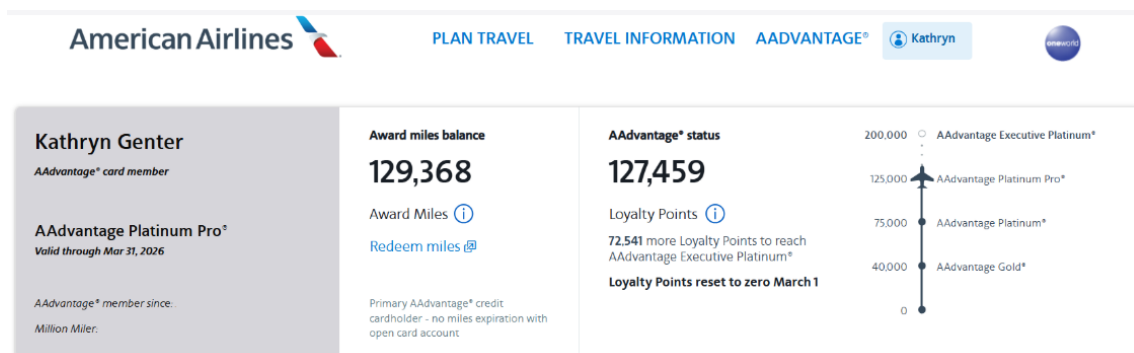 American Airlines
PLAN TRAVEL
TRAVEL INFORMATION
AADVANTAGE®
Kathryn
oneworld
Kathryn Genter
AAdvantage® card member
AAdvantage Platinum Pro®
Valid through Mar 31, 2026
AAdvantage® member since:
Million Miler:
Award miles balance
129,368
Award Miles
Redeem miles
Primary AAdvantage® credit
cardholder - no miles expiration with
open card account
AAdvantage® status
127,459
Loyalty Points
72,541 more Loyalty Points to reach
AAdvantage Executive Platinum®
Loyalty Points reset to zero March 1
200,000 AAdvantage Executive Platinum®
125,000 AAdvantage Platinum Pro®
75,000 AAdvantage Platinum®
40,000 AAdvantage Gold®
0